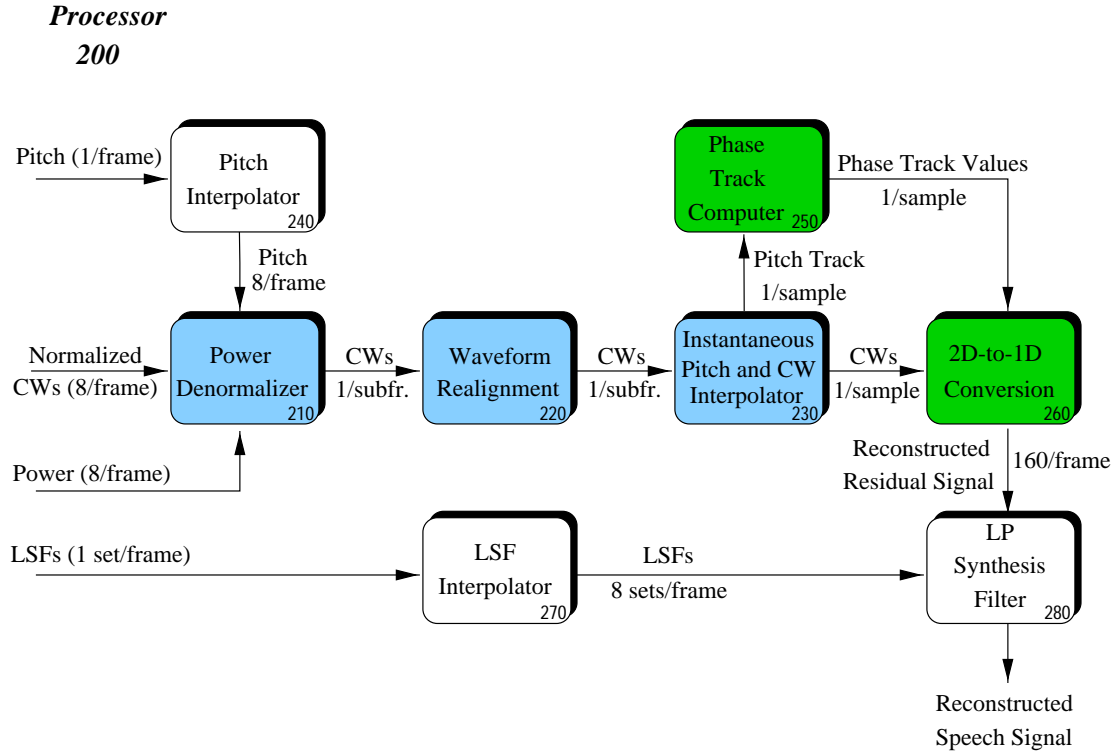 Processor
200
Pitch (1/frame)
Pitch
Interpolator
240
Pitch
8/frame
Phase
Track
Computer
250
Phase Track Values
1/sample
Pitch Track
1/sample
Normalized
CWs (8/frame)
Power
Denormalizer
210
CWs
1/subfr.
Waveform
Realignment
220
CWs
1/subfr.
Instantaneous
Pitch and CW
Interpolator
230
CWs
1/sample
2D-to-1D
Conversion
260
Power (8/frame)
Reconstructed
Residual Signal
160/frame
LSFs (1 set/frame)
LSF
Interpolator
270
LSFs
8 sets/frame
LP
Synthesis
Filter
280
Reconstructed
Speech Signal